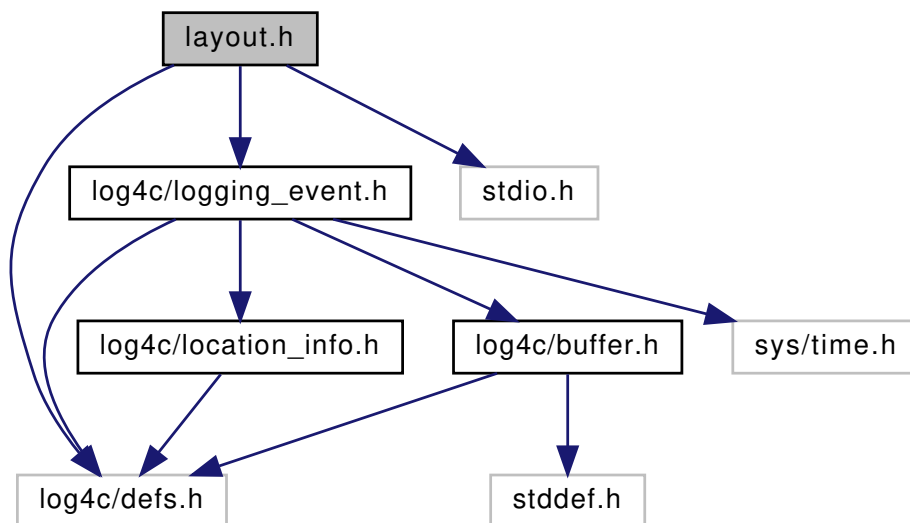 layout.h
log4c/logging_event.h
stdio.h
log4c/location_info.h
log4c/buffer.h
sys/time.h
log4c/defs.h
stddef.h